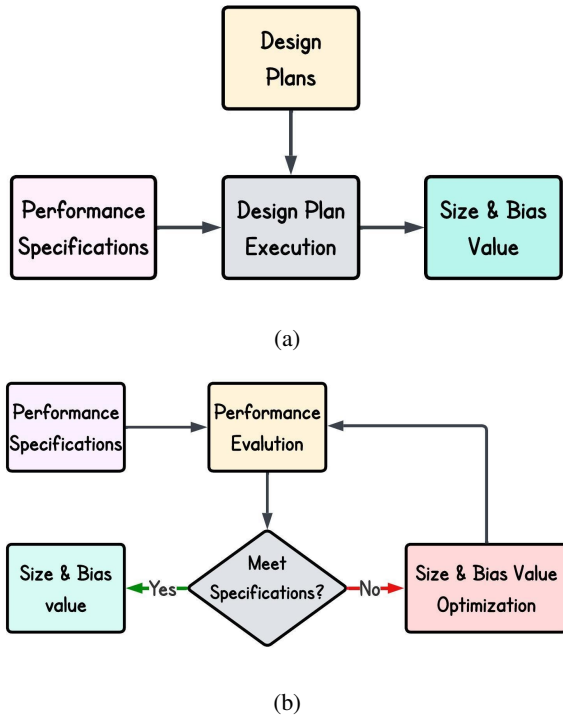 Design
Plans
Performance
Specifications
Design Plan
Execution
Size & Bias
Value
(a)
Performance
Specifications
Performance
Evalution
Meet
Specifications?
Yes
No
Size & Bias
value
Size & Bias Value
Optimization
(b)